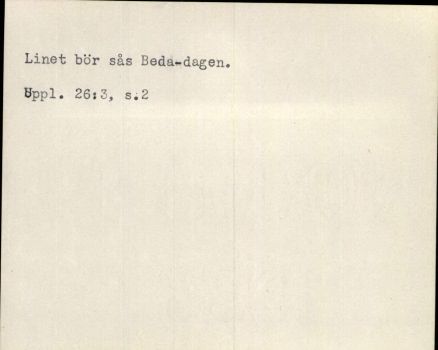 Linet bör sås Beda-dagen.
Uppl. 26:3, s.2